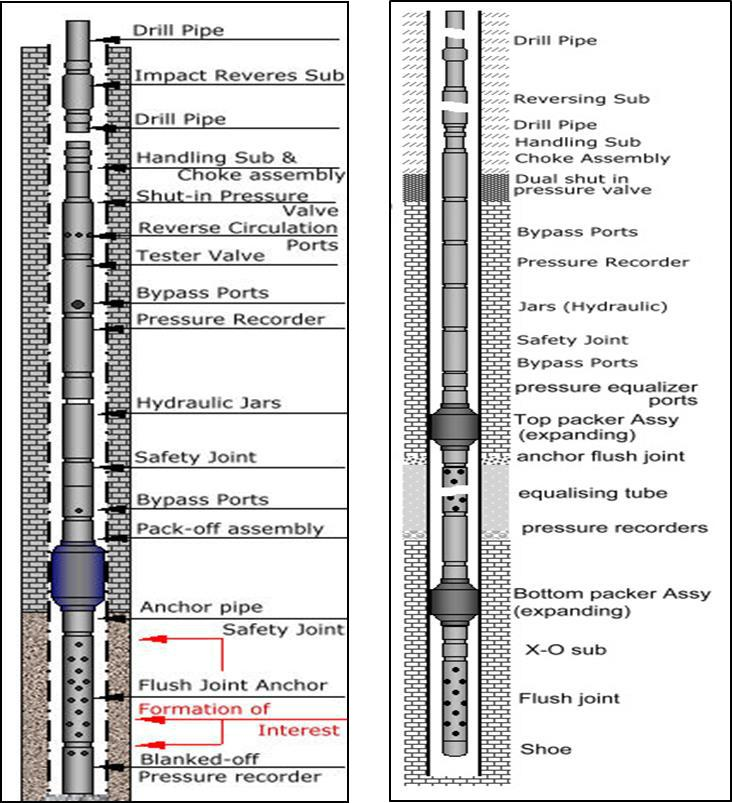 Drill Pipe
Impact Reveres Sub
Drill Pipe
Handling Sub &
Choke assembly
Shut-in Pressure
Valve
Reverse Circulation
Ports
Tester Valve
Bypass Ports
Pressure Recorder
Hydraulic Jars
Safety Joint
Bypass Ports
Pack-off assembly
Anchor pipe
Safety Joint
Flush Joint Anchor
Formation of
Interest
Blanked-off
Pressure recorder
Drill Pipe
Reversing Sub
Drill Pipe
Handling Sub
Choke Assembly
Dual shut in
pressure valve
Bypass Ports
Pressure Recorder
Jars (Hydraulic)
Safety Joint
Bypass Ports
pressure equalizer
ports
Top packer Assy
(expanding)
anchor flush joint
equalising tube
pressure recorders
Bottom packer Assy
(expanding)
X-O sub
Flush joint
Shoe